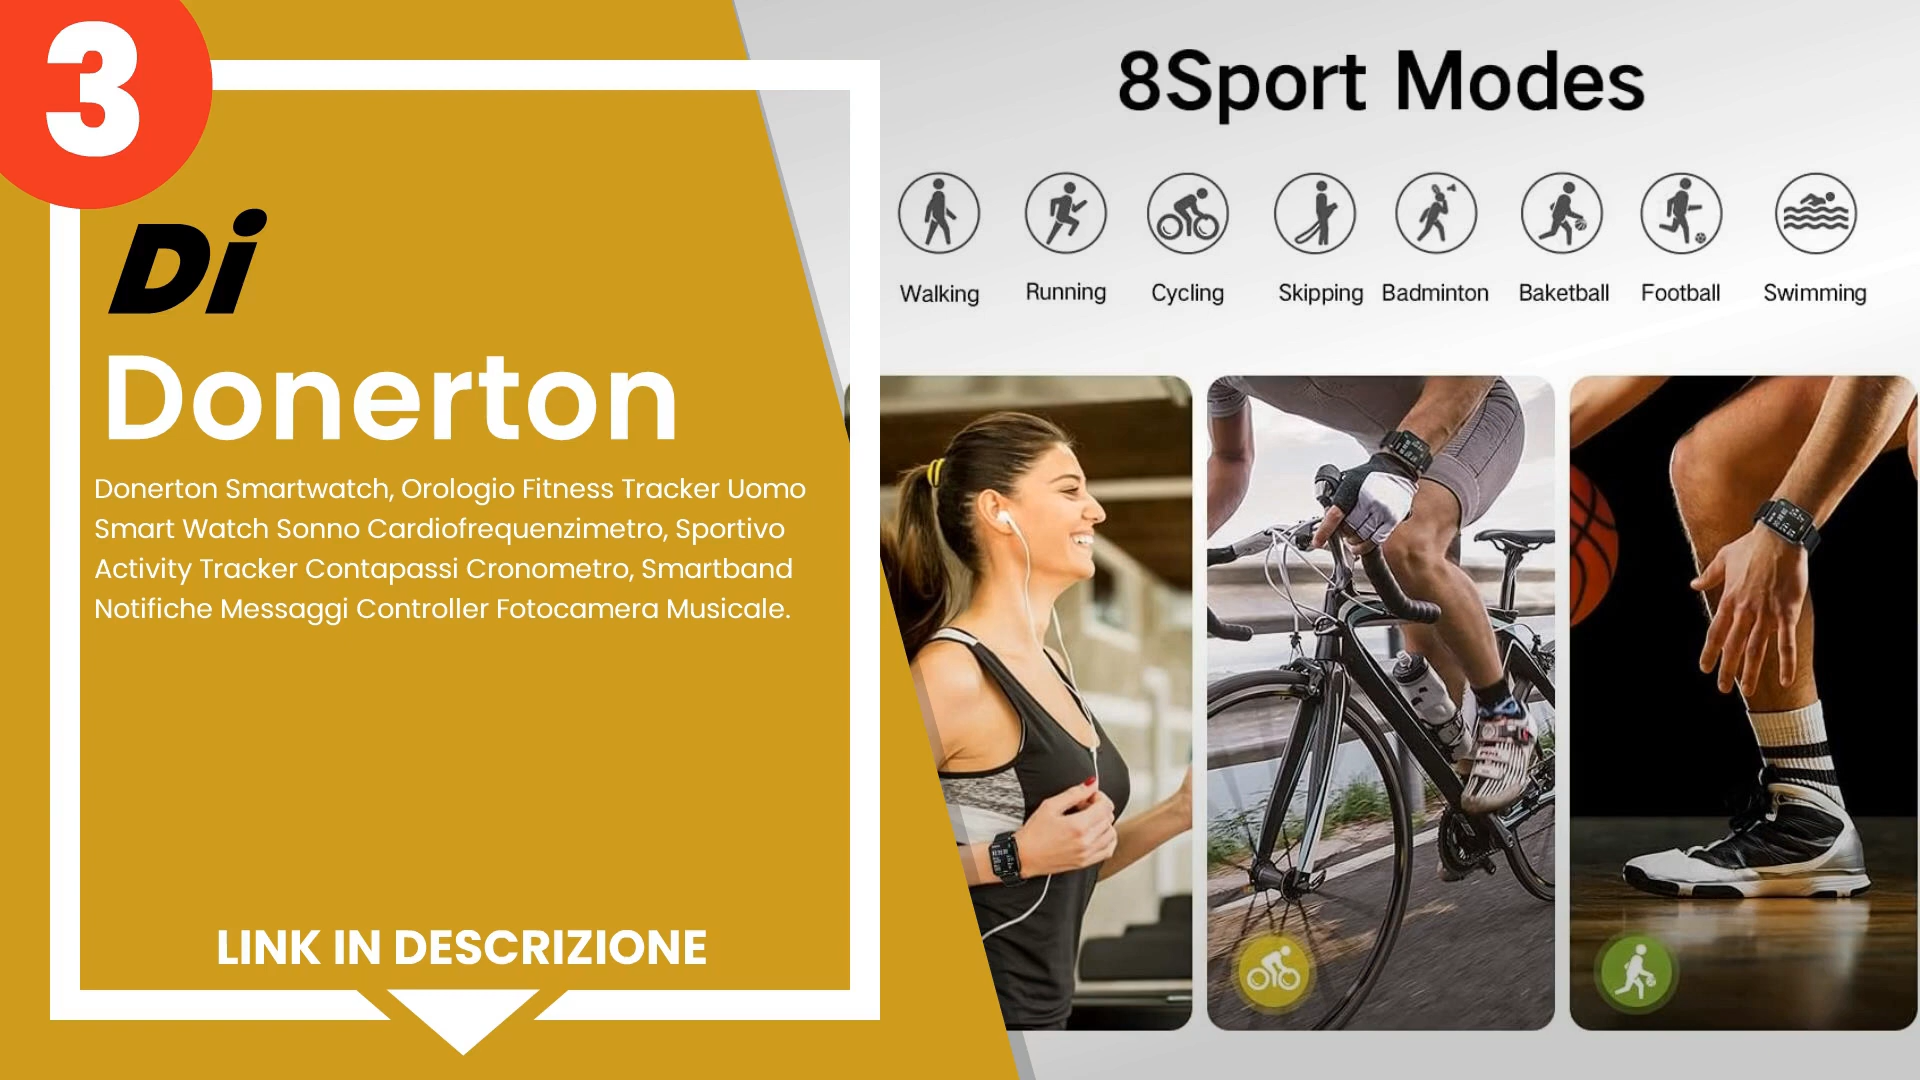 3
Di
Donerton
Donerton Smartwatch, Orologio Fitness Tracker Uomo
Smart Watch Sonno Cardiofrequenzimetro, Sportivo
Activity Tracker Contapassi Cronometro, Smartband
Notifiche Messaggi Controller Fotocamera Musicale.
LINK IN DESCRIZIONE
8Sport Modes
Walking Running Cycling Skipping Badminton Baketball Football Swimming